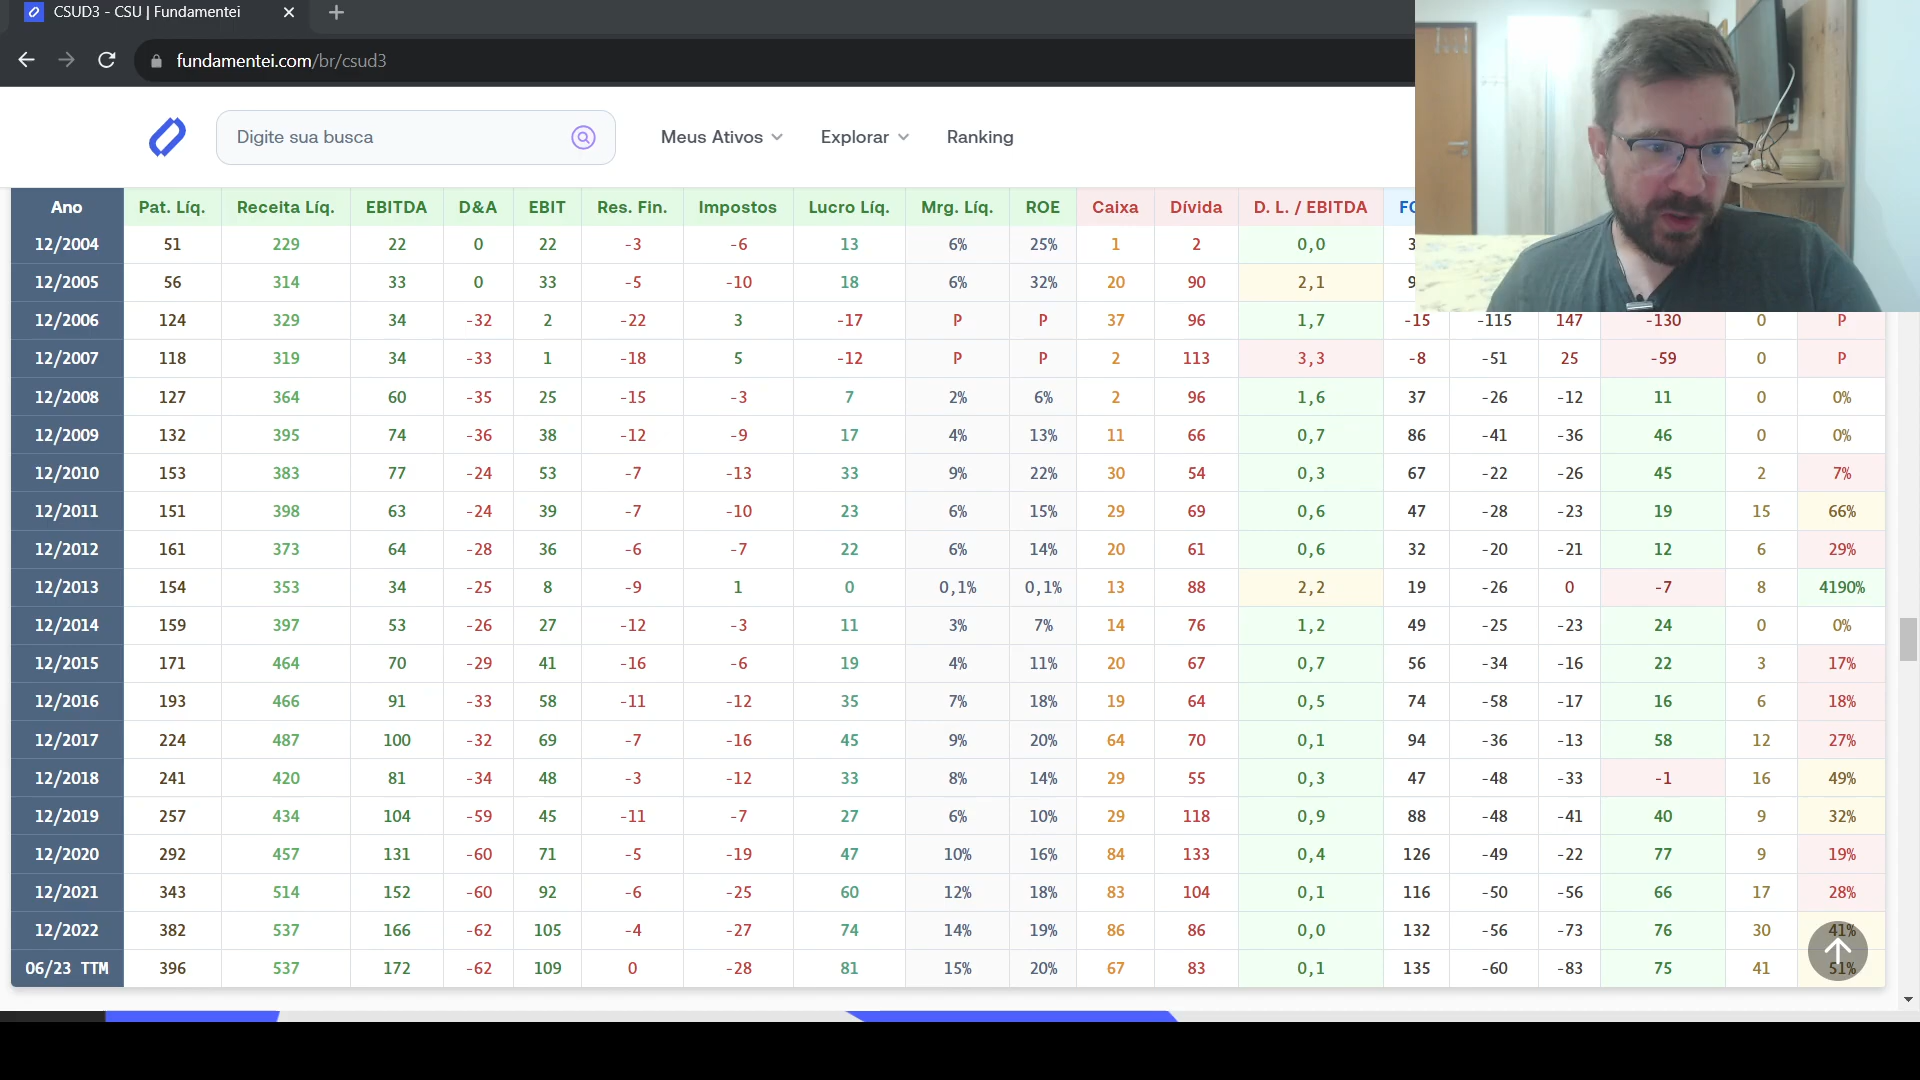 CSUD3 - CSU | Fundamentei
fundamentei.com/br/csud3
Digite sua busca
Meus Ativos
Explorar
Ranking
Ano Pat. Líq. Receita Líq. EBITDA D&A EBIT Res. Fin. Impostos Lucro Líq. Mrg. Líq. ROE Caixa Dívida D. L. / EBITDA
12/2004 51 229 22 0 22 -3 -6 13 6% 25% 1 2 0,0
12/2005 56 314 33 0 33 -5 -10 18 6% 32% 20 90 2,1
12/2006 124 329 34 -32 2 -22 3 -17 P P 37 96 1,7 -15 -115 147 -130 0 P
12/2007 118 319 34 -33 1 -18 5 -12 P P 2 113 3,3 -8 -51 25 -59 0 P
12/2008 127 364 60 -35 25 -15 -3 7 2% 6% 2 96 1,6 37 -26 -12 11 0 0%
12/2009 132 395 74 -36 38 -12 -9 17 4% 13% 11 66 0,7 86 -41 -36 46 0 0%
12/2010 153 383 77 -24 53 -7 -13 33 9% 22% 30 54 0,3 67 -22 -26 45 2 7%
12/2011 151 398 63 -24 39 -7 -10 23 6% 15% 29 69 0,6 47 -28 -23 19 15 66%
12/2012 161 373 64 -28 36 -6 -7 22 6% 14% 20 61 0,6 32 -20 -21 12 6 29%
12/2013 154 353 34 -25 8 -9 1 0 0,1% 0,1% 13 88 2,2 19 -26 0 -7 8 4190%
12/2014 159 397 53 -26 27 -12 -3 11 3% 7% 14 76 1,2 49 -25 -23 24 0 0%
12/2015 171 464 70 -29 41 -16 -6 19 4% 11% 20 67 0,7 56 -34 -16 22 3 17%
12/2016 193 466 91 -33 58 -11 -12 35 7% 18% 19 64 0,5 74 -58 -17 16 6 18%
12/2017 224 487 100 -32 69 -7 -16 45 9% 20% 64 70 0,1 94 -36 -13 58 12 27%
12/2018 241 420 81 -34 48 -3 -12 33 8% 14% 29 55 0,3 47 -48 -33 -1 16 49%
12/2019 257 434 104 -59 45 -11 -7 27 6% 10% 29 118 0,9 88 -48 -41 40 9 32%
12/2020 292 457 131 -60 71 -5 -19 47 10% 16% 84 133 0,4 126 -49 -22 77 9 19%
12/2021 343 514 152 -60 92 -6 -25 60 12% 18% 83 104 0,1 116 -50 -56 66 17 28%
12/2022 382 537 166 -62 105 -4 -27 74 14% 19% 86 86 0,0 132 -56 -73 76 30 41%
06/23 TTM 396 537 172 -62 109 0 -28 81 15% 20% 67 83 0,1 135 -60 -83 75 41 51%